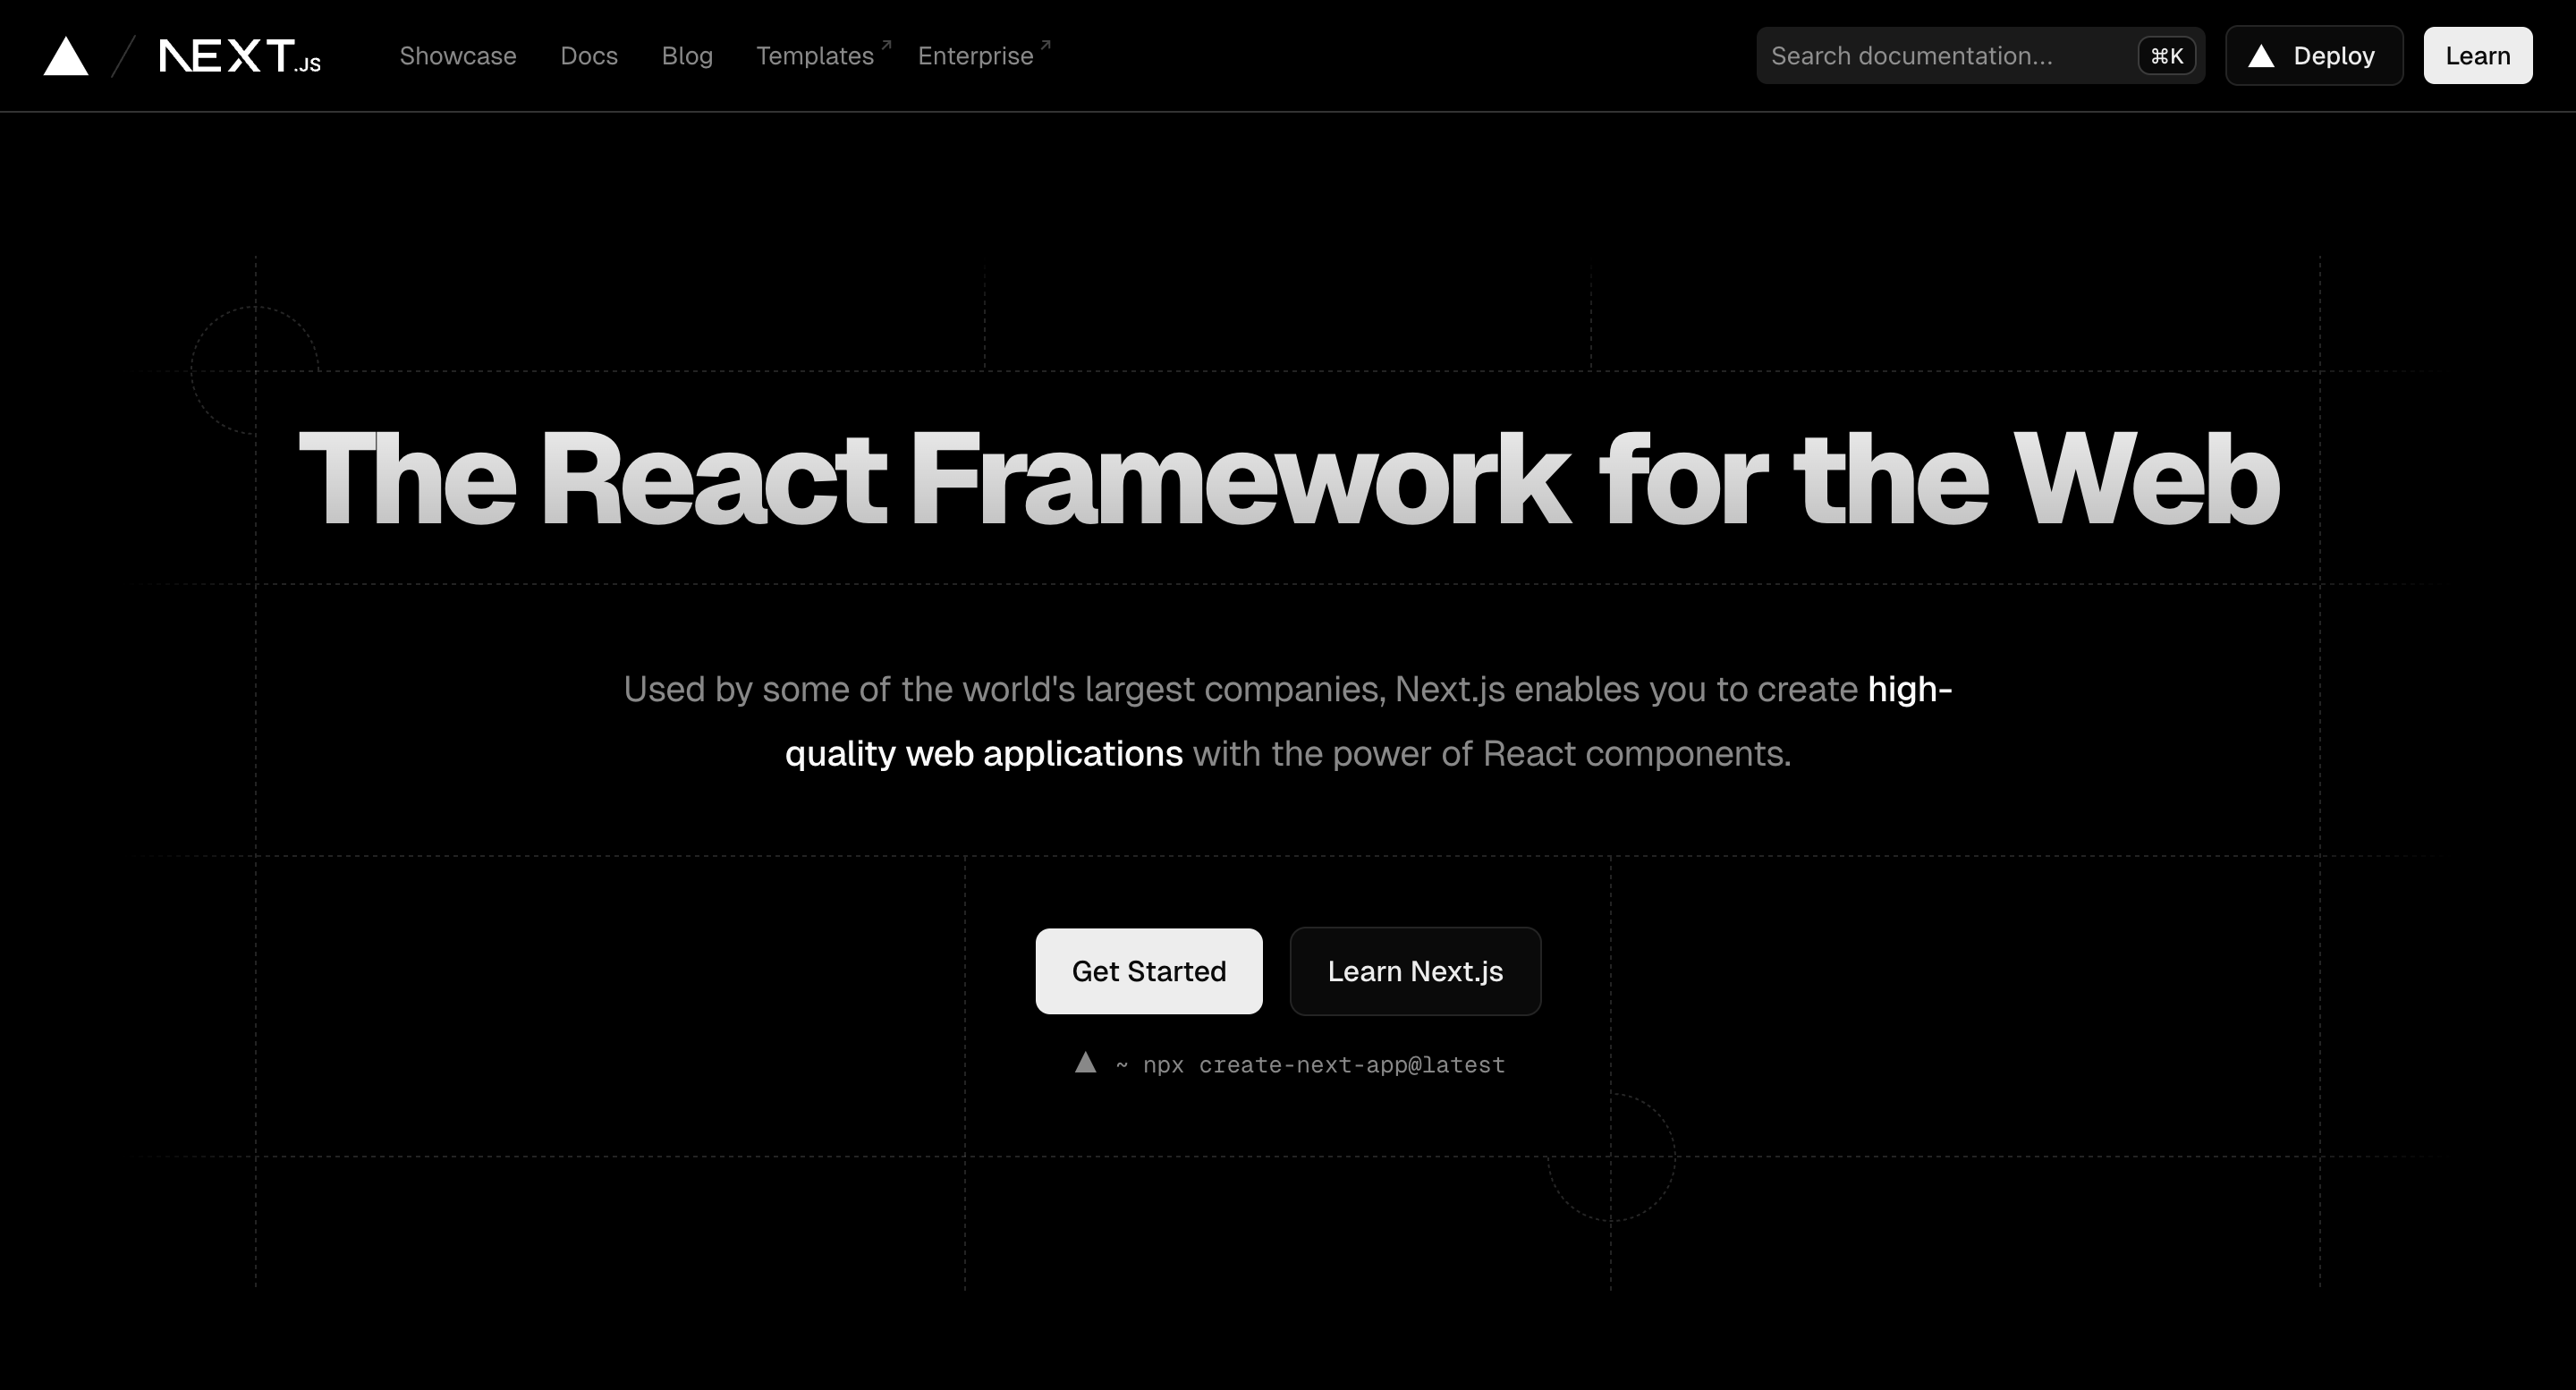 NEXT.JS Showcase Docs Blog Templates Enterprise Search documentation... ⌘K Deploy Learn
The React Framework for the Web
Used by some of the world's largest companies, Next.js enables you to create high-
quality web applications with the power of React components.
Get Started Learn Next.js
~ npx create-next-app@latest